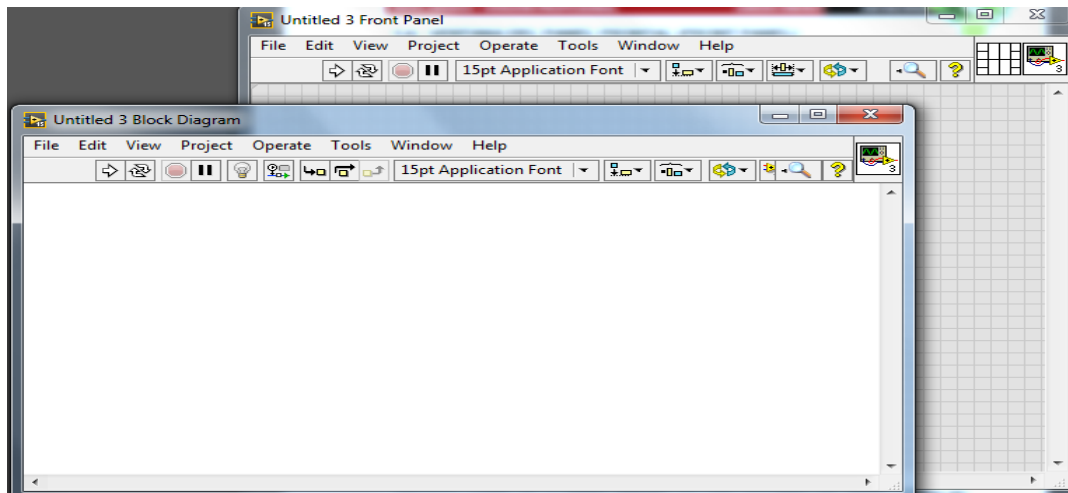 Untitled 3 Front Panel
File Edit View Project Operate Tools Window Help
15pt Application Font
3
Untitled 3 Block Diagram
File Edit View Project Operate Tools Window Help
15pt Application Font
3